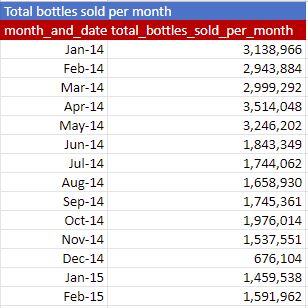 Total bottles sold per month
month_and_date total_bottles_sold_per_month
Jan-14 3,138,966
Feb-14 2,943,884
Mar-14 2,999,292
Apr-14 3,514,048
May-14 3,246,202
Jun-14 1,843,349
Jul-14 1,744,062
Aug-14 1,658,930
Sep-14 1,745,361
Oct-14 1,976,014
Nov-14 1,537,551
Dec-14 676,104
Jan-15 1,459,538
Feb-15 1,591,962